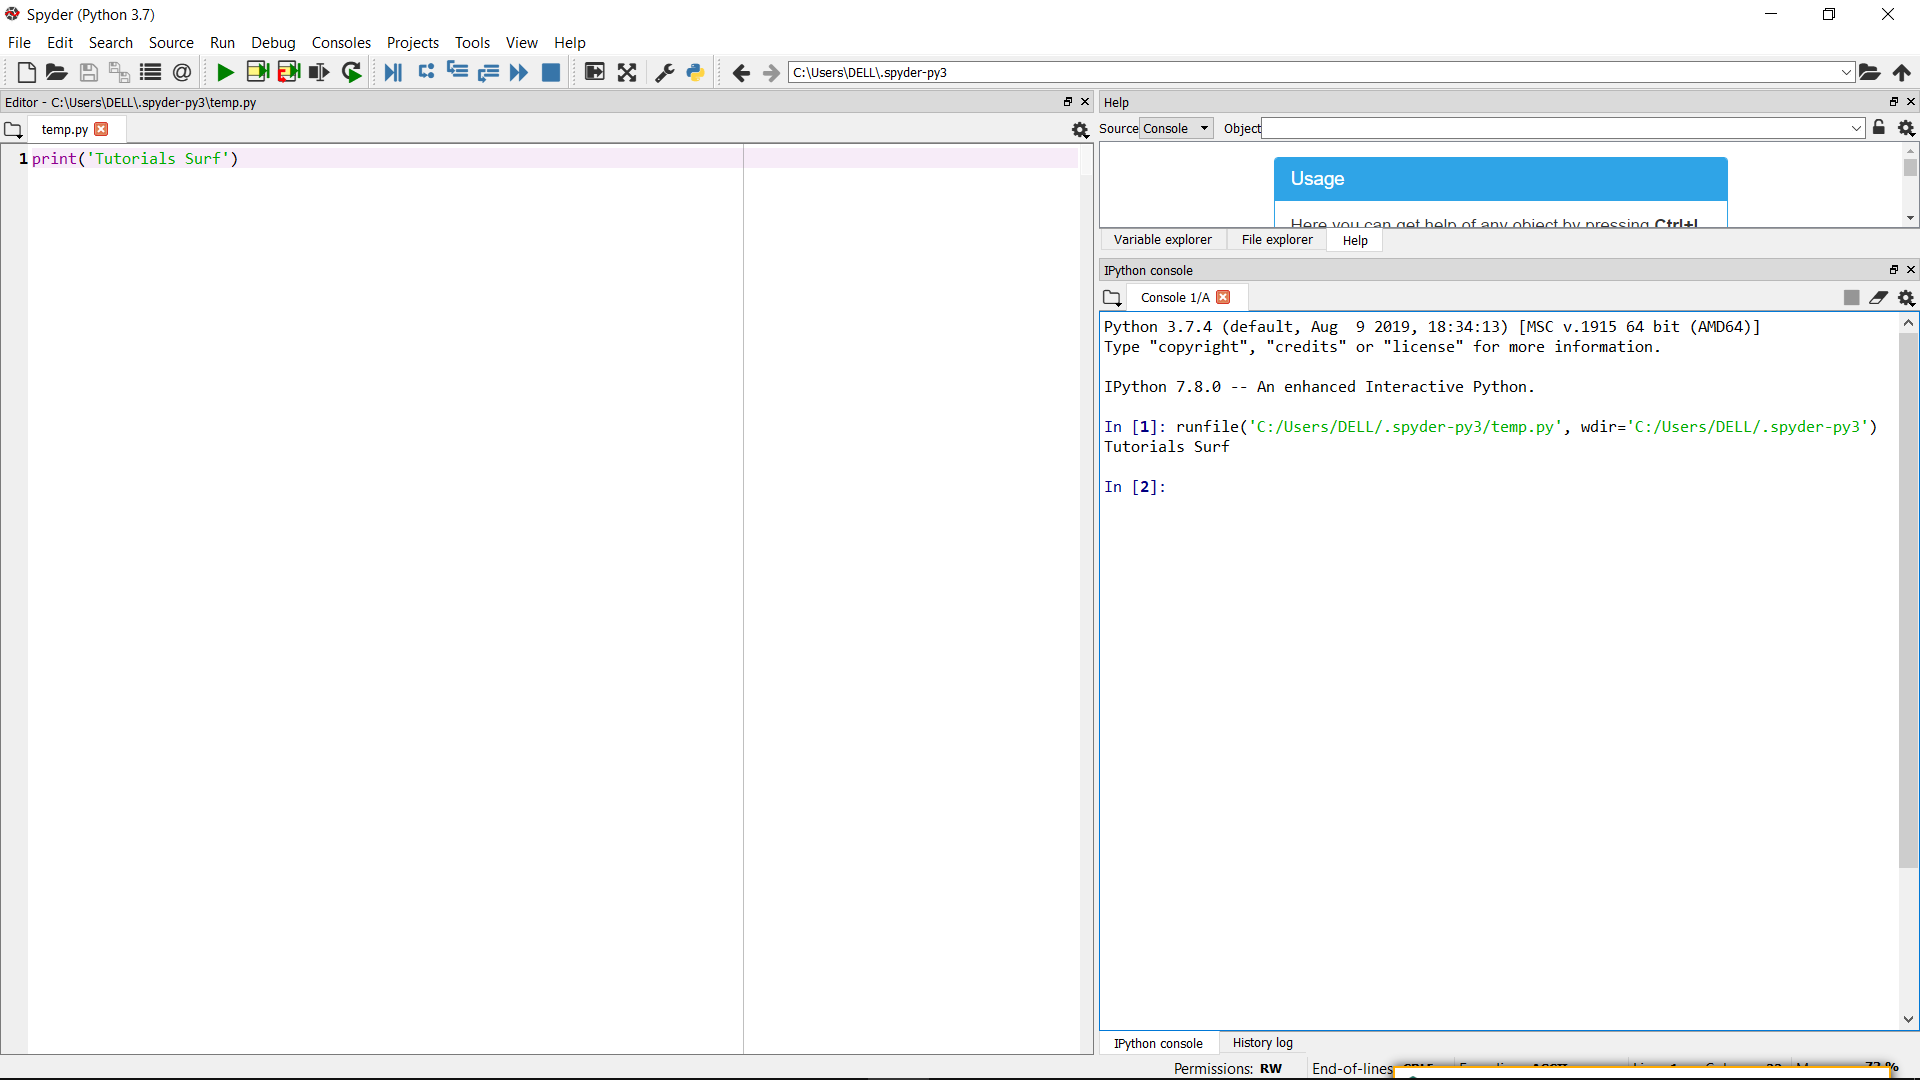 Spyder (Python 3.7)
File Edit Search Source Run Debug Consoles Projects Tools View Help
C:\Users\DELL\.spyder-py3
Editor - C:\Users\DELL\.spyder-py3\temp.py
temp.py
1 print('Tutorials Surf')
Help
Source Console Object
Usage
Here you can get help of any object by pressing Ctrl+I
Variable explorer File explorer Help
IPython console
Console 1/A
Python 3.7.4 (default, Aug  9 2019, 18:34:13) [MSC v.1915 64 bit (AMD64)]
Type "copyright", "credits" or "license" for more information.
IPython 7.8.0 -- An enhanced Interactive Python.
In [1]: runfile('C:/Users/DELL/.spyder-py3/temp.py', wdir='C:/Users/DELL/.spyder-py3')
Tutorials Surf
In [2]:
IPython console History log
Permissions: RW End-of-lines